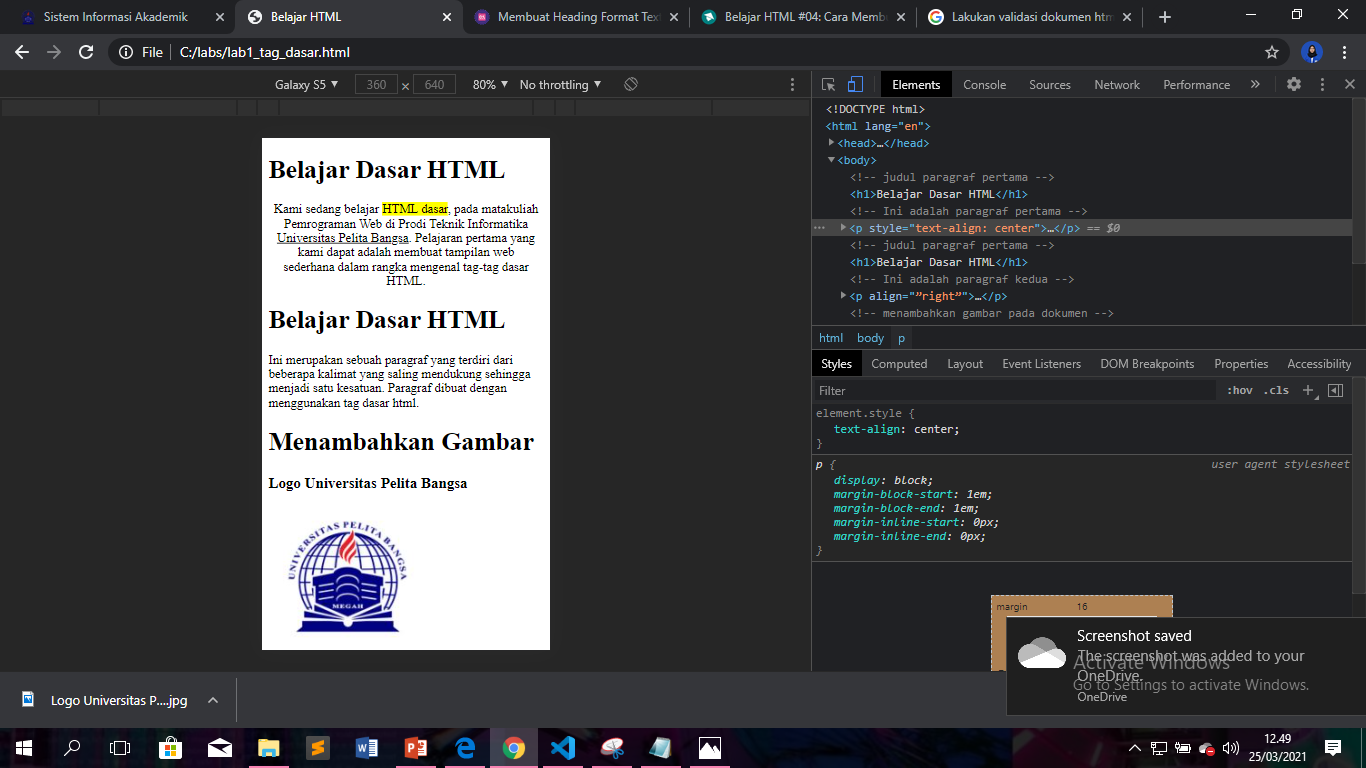 Sistem Informasi Akademik
Belajar HTML
Membuat Heading Format Tex
Belajar HTML #04: Cara Memb
Lakukan validasi dokumen htm
File
C:/labs/lab1_tag_dasar.html
Galaxy S5 ▼ 360 × 640 80% ▼ No throttling ▼
Belajar Dasar HTML
Kami sedang belajar HTML dasar, pada matakuliah
Pemrograman Web di Prodi Teknik Informatika
Universitas Pelita Bangsa. Pelajaran pertama yang
kami dapat adalah membuat tampilan web
sederhana dalam rangka mengenal tag-tag dasar
HTML.
Belajar Dasar HTML
Ini merupakan sebuah paragraf yang terdiri dari
beberapa kalimat yang saling mendukung sehingga
menjadi satu kesatuan. Paragraf dibuat dengan
menggunakan tag dasar html.
Menambahkan Gambar
Logo Universitas Pelita Bangsa
UNIVERSITAS PELITA BANGSA
MEGAH
Elements Console Sources Network Performance »
<!DOCTYPE html>
<html lang="en">
<head>…</head>
<body>
<!-- judul paragraf pertama -->
<h1>Belajar Dasar HTML</h1>
<!-- Ini adalah paragraf pertama -->
<p style="text-align: center">…</p> == $0
<!-- judul paragraf pertama -->
<h1>Belajar Dasar HTML</h1>
<!-- Ini adalah paragraf kedua -->
<p align="”right”">…</p>
<!-- menambahkan gambar pada dokumen -->
html body p
Styles Computed Layout Event Listeners DOM Breakpoints Properties Accessibility
Filter :hov .cls +
element.style {
text-align: center;
}
p { user agent stylesheet
display: block;
margin-block-start: 1em;
margin-block-end: 1em;
margin-inline-start: 0px;
margin-inline-end: 0px;
}
margin 16
Screenshot saved
The screenshot was added to your
OneDrive.
OneDrive
Activate Windows
Go to Settings to activate Windows.
Logo Universitas P....jpg
12.49
25/03/2021